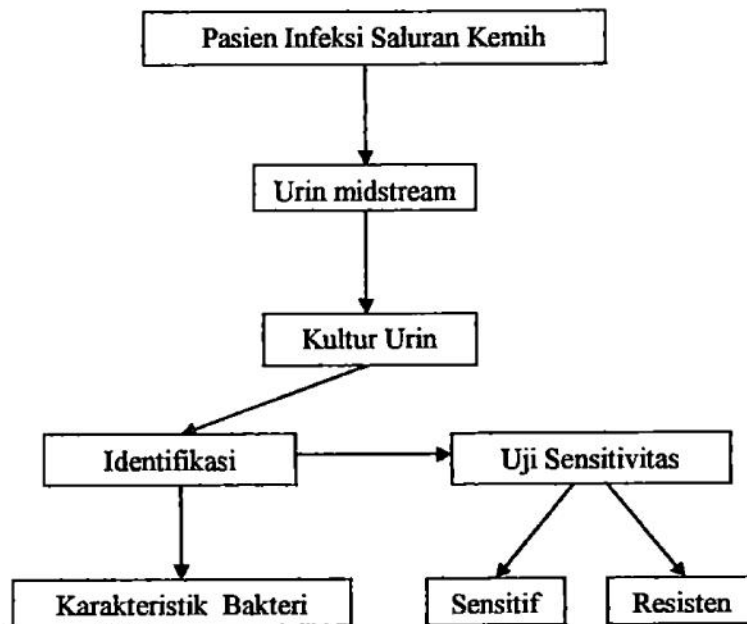 Pasien Infeksi Saluran Kemih
Urin midstream
Kultur Urin
Identifikasi
Uji Sensitivitas
Karakteristik Bakteri
Sensitif
Resisten